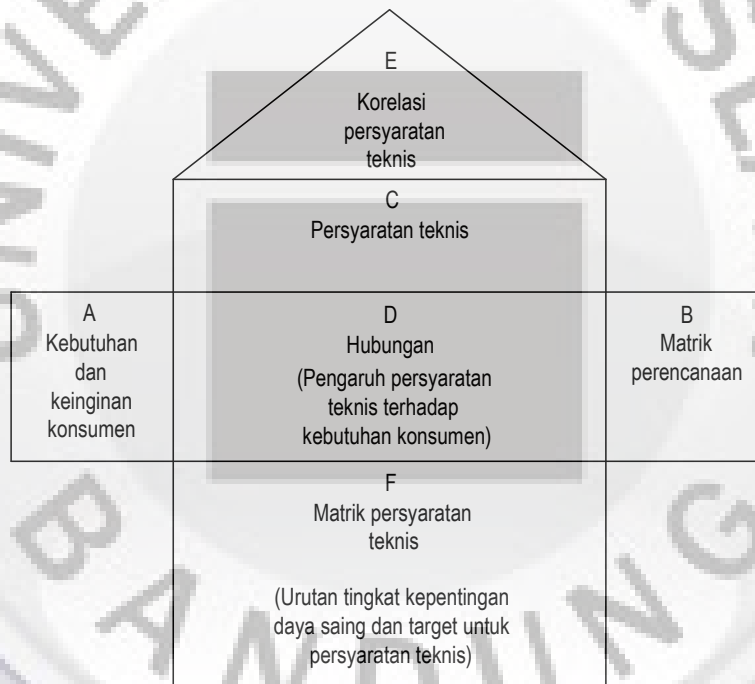 E
Korelasi
persyaratan
teknis
C
Persyaratan teknis
A
Kebutuhan
dan
keinginan
konsumen
D
Hubungan
(Pengaruh persyaratan
teknis terhadap
kebutuhan konsumen)
B
Matrik
perencanaan
F
Matrik persyaratan
teknis
(Urutan tingkat kepentingan
daya saing dan target untuk
persyaratan teknis)
BANDUNG